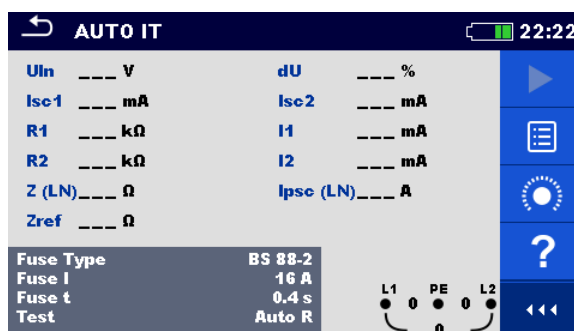 AUTO IT 22:22
Uln ___ V dU ___ %
Isc1 ___ mA Isc2 ___ mA
R1 ___ kΩ I1 ___ mA
R2 ___ kΩ I2 ___ mA
Z (LN)___ Ω Ipsc (LN)___ A
Zref ___ Ω
?
Fuse Type BS 88-2
Fuse I 16 A
Fuse t 0.4 s
Test Auto R
L1 PE L2
0 0
0